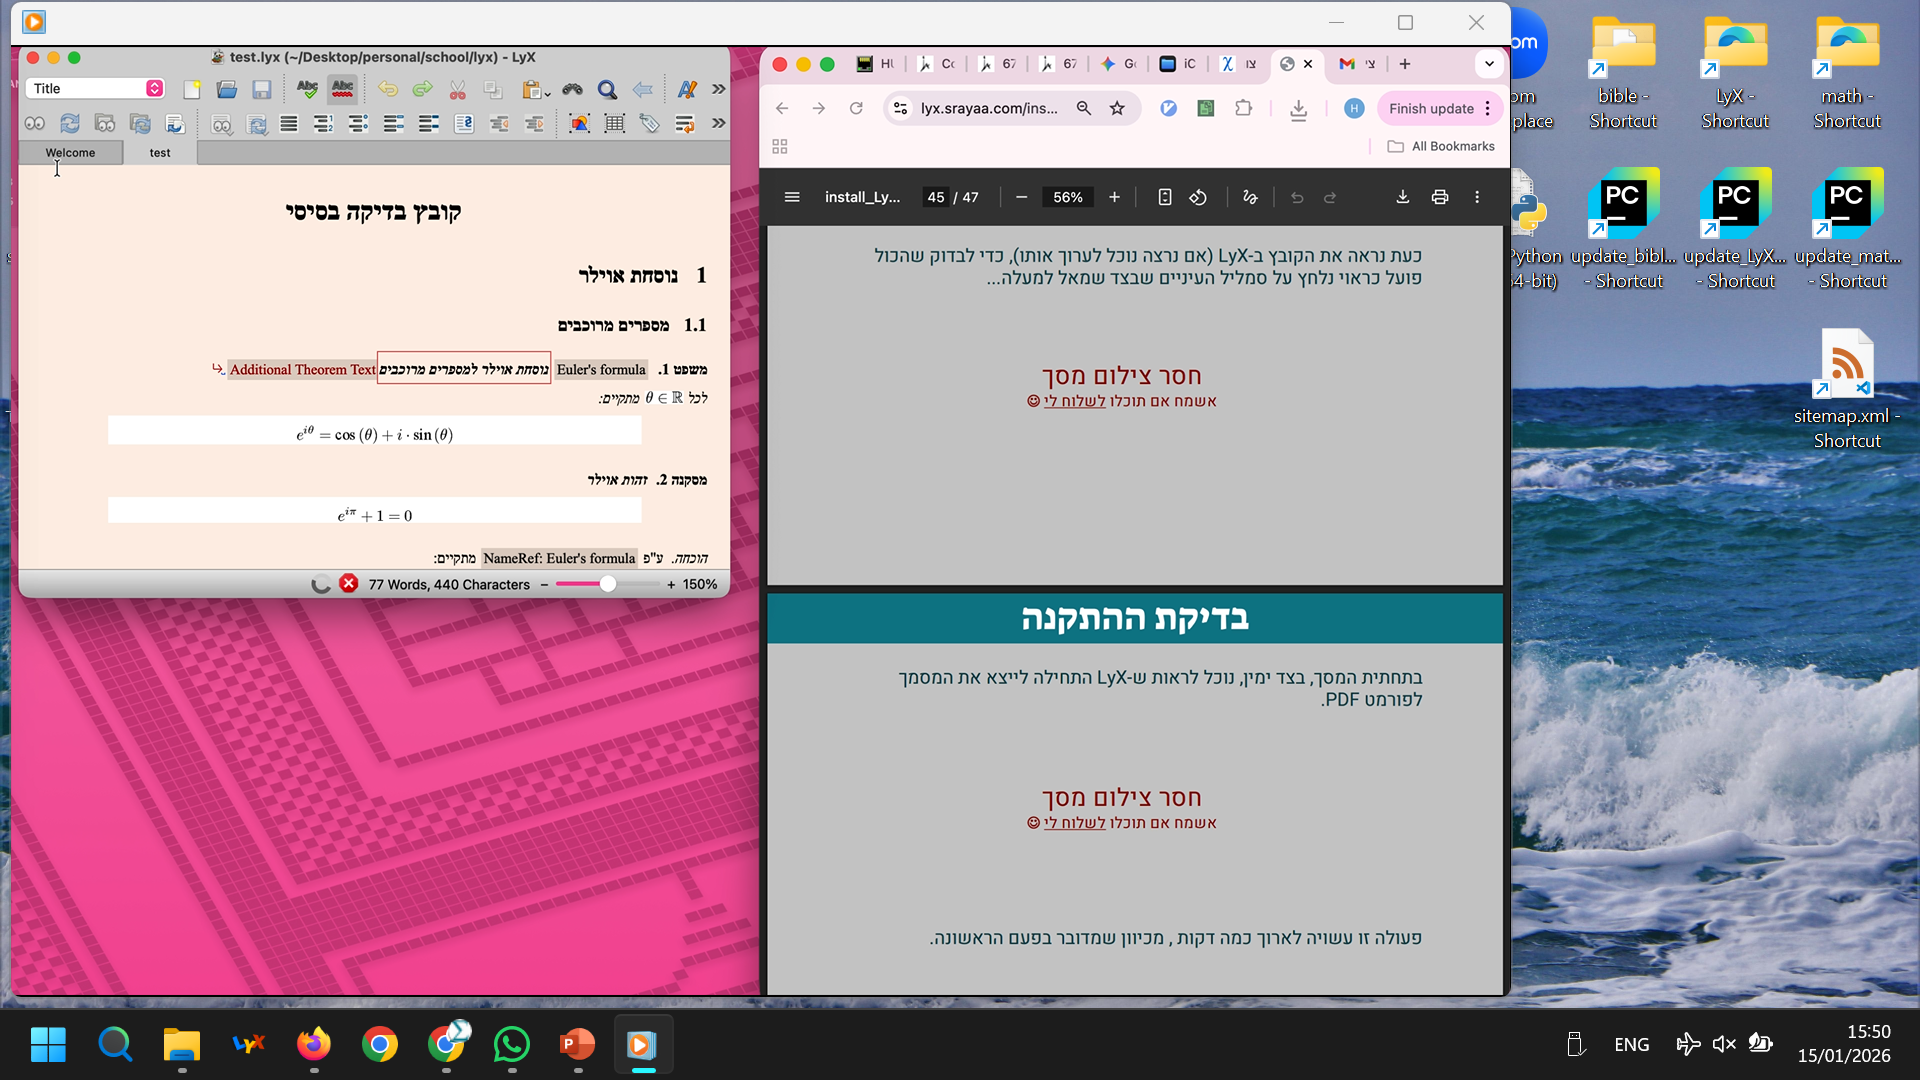 test.lyx (~/Desktop/personal/school/lyx) - LyX
Title
Welcome
test
קובץ בדיקה בסיסי
1 נוסחת אוילר
1.1 מספרים מרוכבים
משפט 1. Euler's formula נוסחת אוילר למספרים מרוכבים Additional Theorem Text
לכל θ ∈ ℝ מתקיים:
e^{iθ} = cos (θ) + i · sin (θ)
מסקנה 2. זהות אוילר
e^{iπ} + 1 = 0
הוכחה. ע"פ NameRef: Euler's formula מתקיים:
77 Words, 440 Characters
150%
lyx.srayaa.com/ins...
Finish update
All Bookmarks
install_Ly...
45 / 47
56%
כעת נראה את הקובץ ב-LyX (אם נרצה נוכל לערוך אותו), כדי לבדוק שהכול
פועל כראוי נלחץ על סמליל העיניים שבצד שמאל למעלה...
חסר צילום מסך
אשמח אם תוכלו לשלוח לי ☺
בדיקת ההתקנה
בתחתית המסך, בצד ימין, נוכל לראות ש-LyX התחילה לייצא את המסמך
לפורמט PDF.
חסר צילום מסך
אשמח אם תוכלו לשלוח לי ☺
פעולה זו עשויה לארוך כמה דקות , מכיוון שמדובר בפעם הראשונה.
bible -
Shortcut
LyX -
Shortcut
math -
Shortcut
update_bibl...
- Shortcut
update_LyX...
- Shortcut
update_mat...
- Shortcut
sitemap.xml -
Shortcut
ENG
15:50
15/01/2026